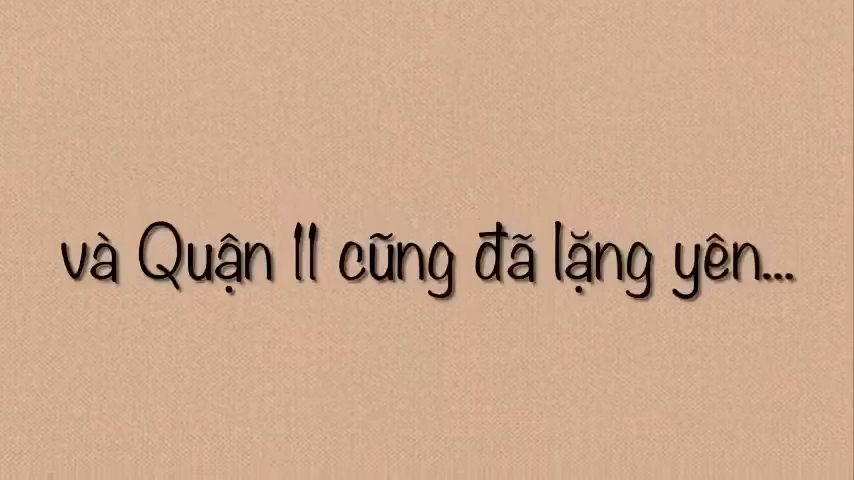 và Quận 11 cũng đã lặng yên...